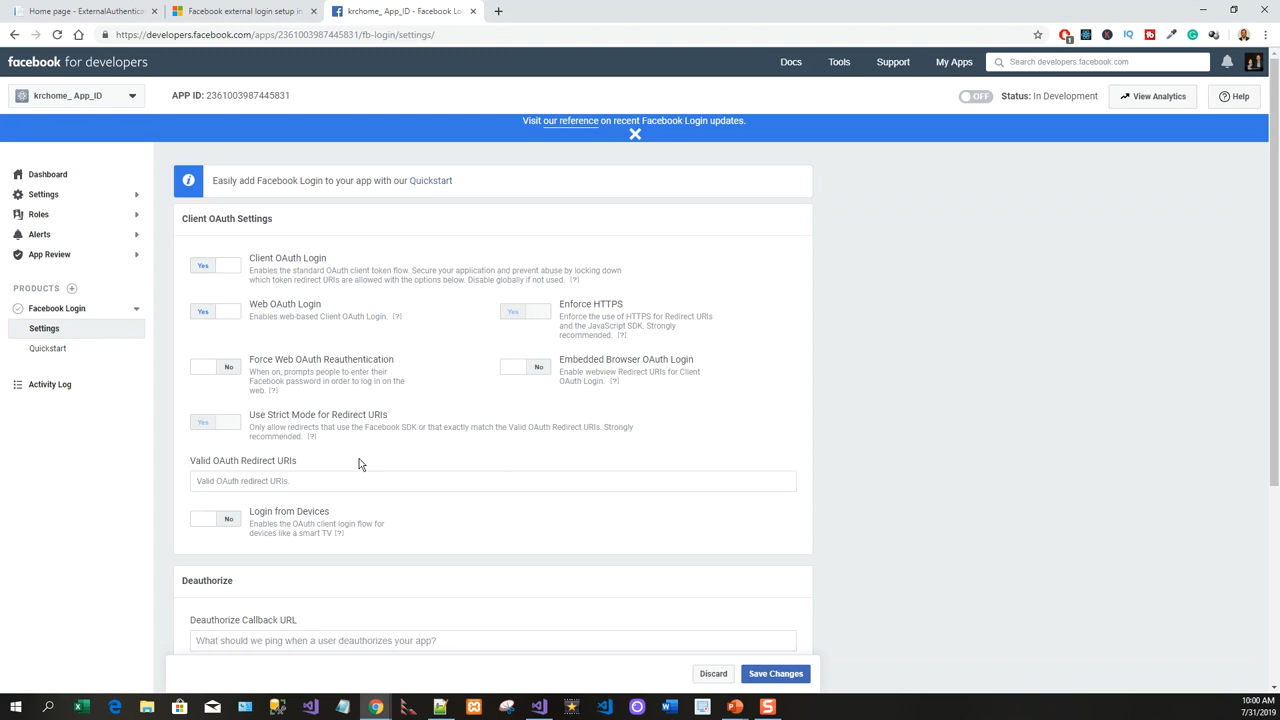 Home page - ExternalAuthentica
Facebook external login setup in
krchome_ App_ID - Facebook Lo
https://developers.facebook.com/apps/2361003987445831/fb-login/settings/
facebook for developers
Docs
Tools
Support
My Apps
Search developers.facebook.com
krchome_ App_ID
APP ID: 2361003987445831
OFF
Status: In Development
View Analytics
Help
Visit our reference on recent Facebook Login updates.
Dashboard
Settings
Roles
Alerts
App Review
PRODUCTS
Facebook Login
Settings
Quickstart
Activity Log
Easily add Facebook Login to your app with our Quickstart
Client OAuth Settings
Yes
Client OAuth Login
Enables the standard OAuth client token flow. Secure your application and prevent abuse by locking down
which token redirect URIs are allowed with the options below. Disable globally if not used. [?]
Yes
Web OAuth Login
Enables web-based Client OAuth Login. [?]
Yes
Enforce HTTPS
Enforce the use of HTTPS for Redirect URIs
and the JavaScript SDK. Strongly
recommended. [?]
No
Force Web OAuth Reauthentication
When on, prompts people to enter their
Facebook password in order to log in on the
web. [?]
No
Embedded Browser OAuth Login
Enable webview Redirect URIs for Client
OAuth Login. [?]
Yes
Use Strict Mode for Redirect URIs
Only allow redirects that use the Facebook SDK or that exactly match the Valid OAuth Redirect URIs. Strongly
recommended. [?]
Valid OAuth Redirect URIs
Valid OAuth redirect URIs.
No
Login from Devices
Enables the OAuth client login flow for
devices like a smart TV [?]
Deauthorize
Deauthorize Callback URL
What should we ping when a user deauthorizes your app?
Discard
Save Changes
10:00 AM
7/31/2019